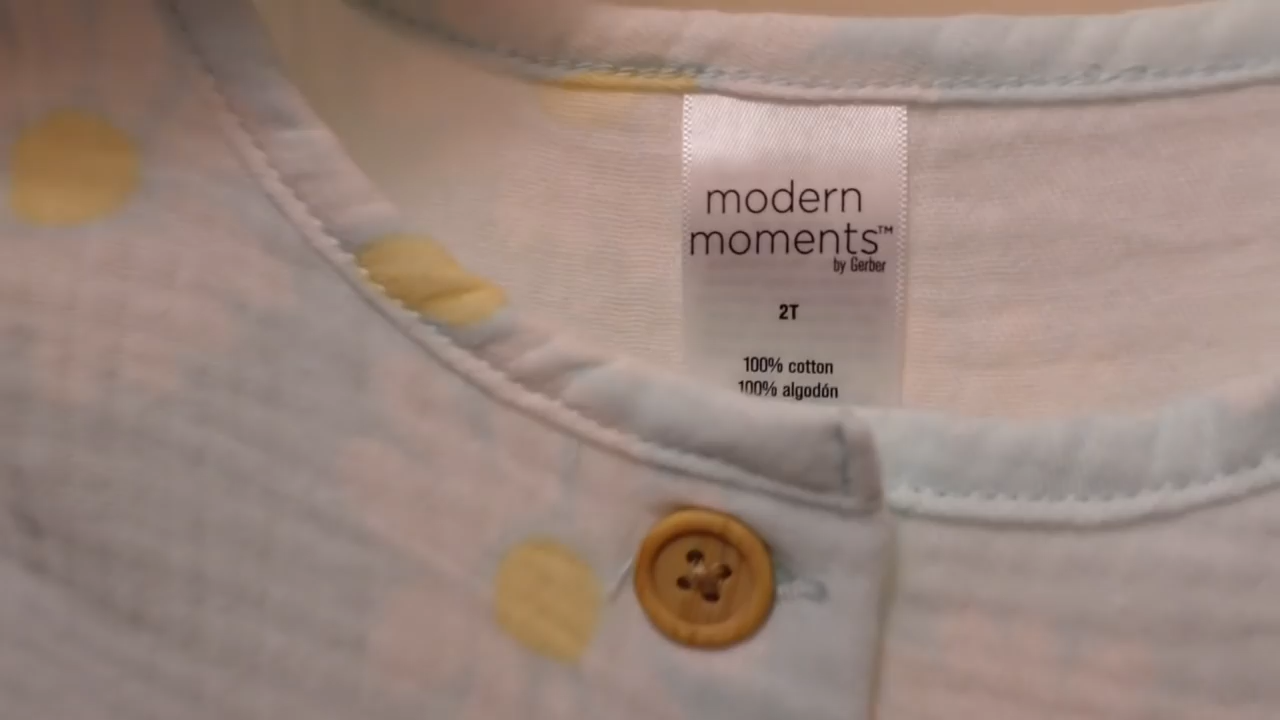 modern
moments™
by Gerber
2T
100% cotton
100% algodón